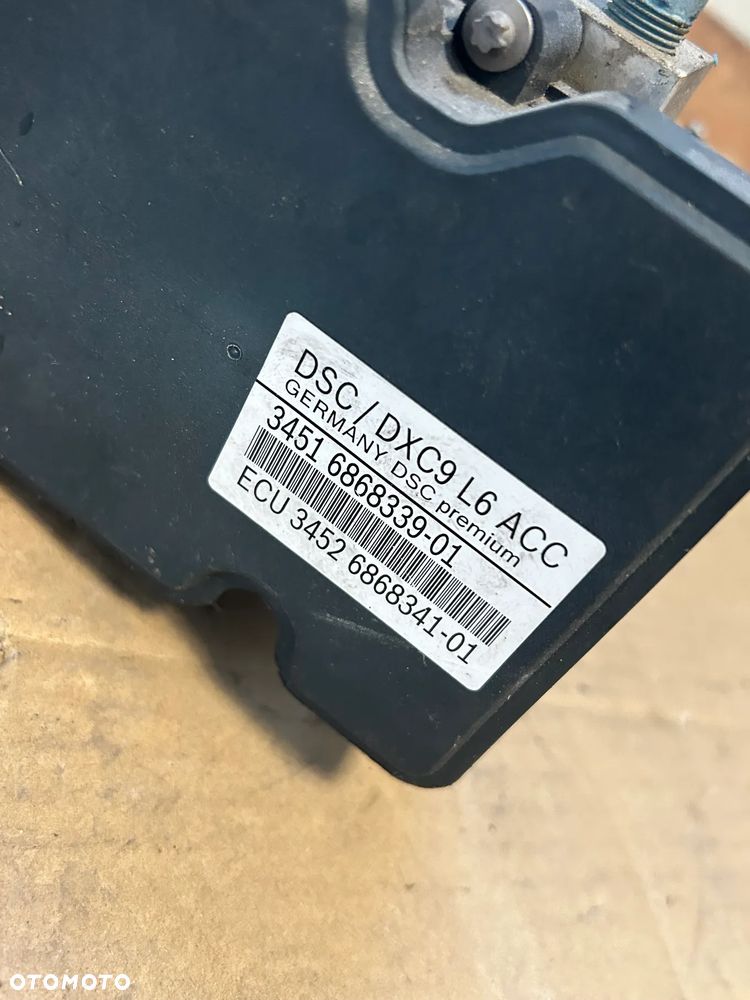 DSC / DXC9 L6 ACC
GERMANY DSC premium
3451 6868339-01
ECU 3452 6868341-01
OTOMOTO